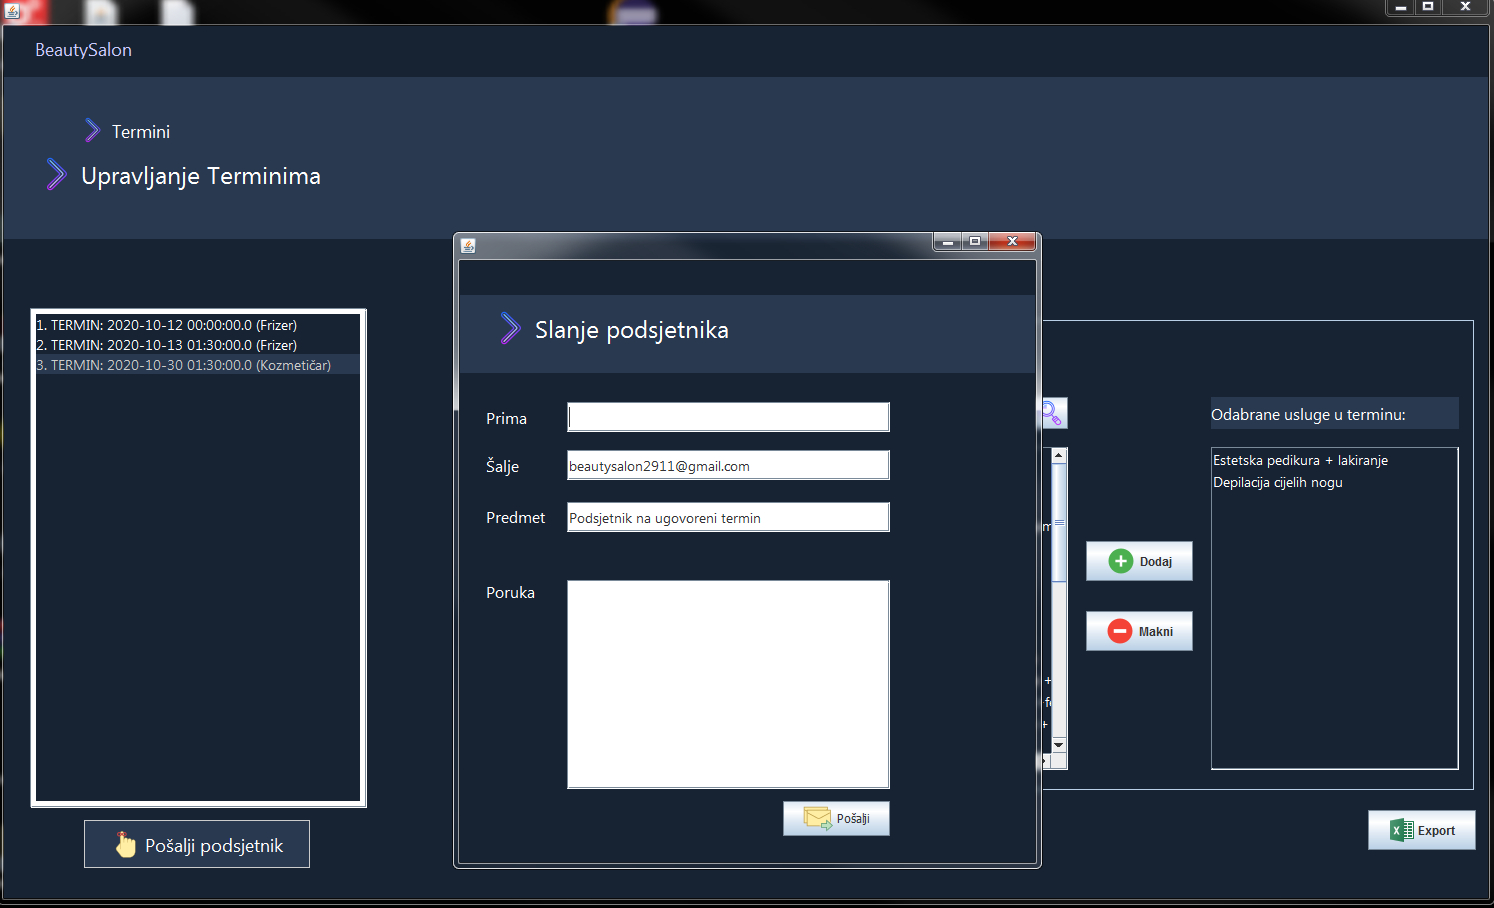 BeautySalon
Termini
Upravljanje Terminima
1. TERMIN: 2020-10-12 00:00:00.0 (Frizer)
2. TERMIN: 2020-10-13 01:30:00.0 (Frizer)
3. TERMIN: 2020-10-30 01:30:00.0 (Kozmetičar)
Pošalji podsjetnik
Slanje podsjetnika
Prima
Šalje beautysalon2911@gmail.com
Predmet Podsjetnik na ugovoreni termin
Poruka
Pošalji
Dodaj
Makni
Odabrane usluge u terminu:
Estetska pedikura + lakiranje
Depilacija cijelih nogu
Export